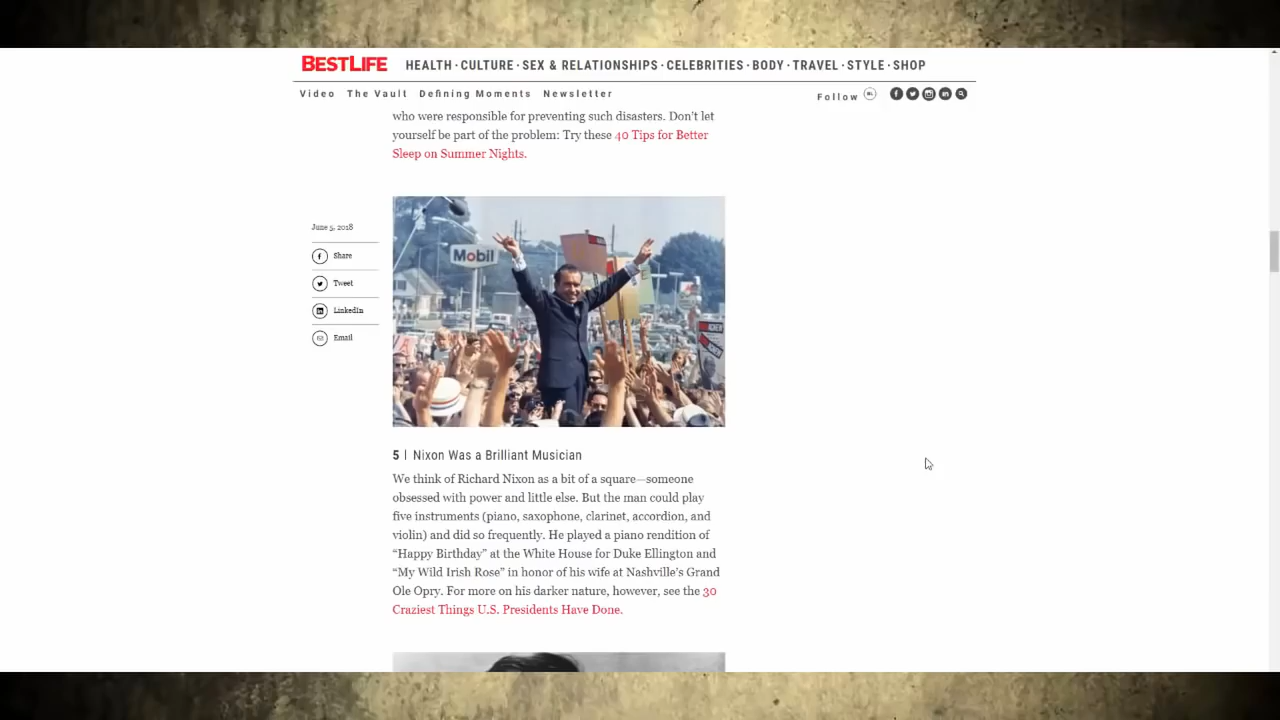 BESTLIFE
HEALTH · CULTURE · SEX & RELATIONSHIPS · CELEBRITIES · BODY · TRAVEL · STYLE · SHOP
Video The Vault Defining Moments Newsletter
Follow BL
who were responsible for preventing such disasters. Don't let
yourself be part of the problem: Try these 40 Tips for Better
Sleep on Summer Nights.
June 5, 2018
Share
Tweet
LinkedIn
Email
Mobil
5 | Nixon Was a Brilliant Musician
We think of Richard Nixon as a bit of a square—someone
obsessed with power and little else. But the man could play
five instruments (piano, saxophone, clarinet, accordion, and
violin) and did so frequently. He played a piano rendition of
“Happy Birthday” at the White House for Duke Ellington and
“My Wild Irish Rose” in honor of his wife at Nashville’s Grand
Ole Opry. For more on his darker nature, however, see the 30
Craziest Things U.S. Presidents Have Done.